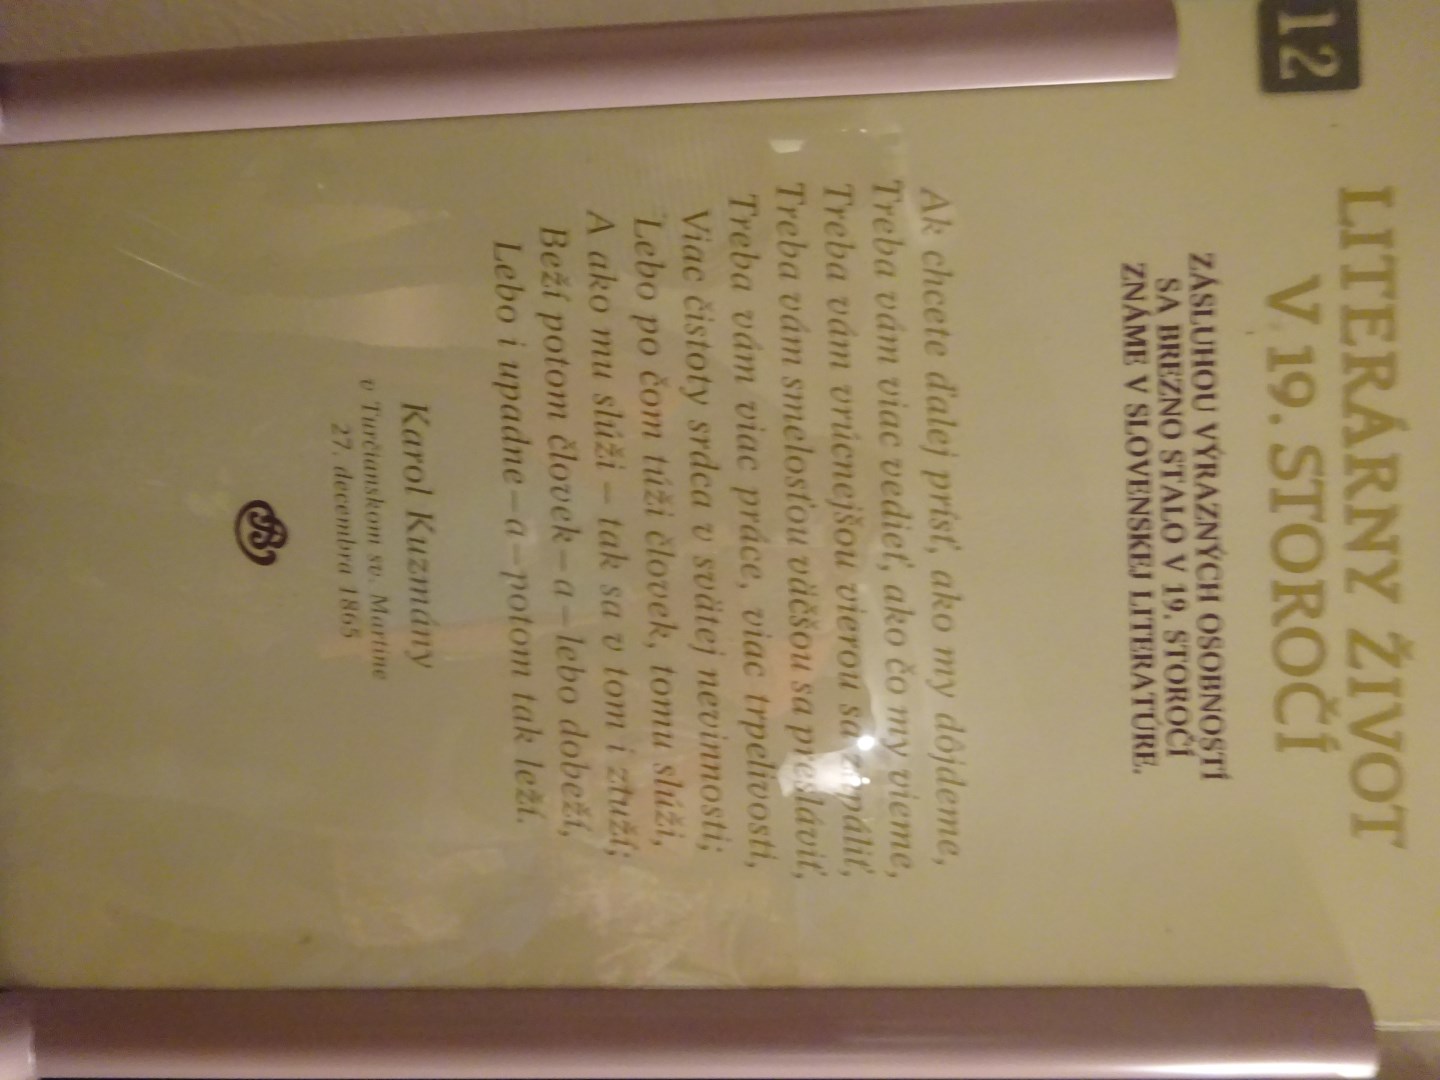 12
LITERÁRNY ŽIVOT
V 19. STOROČÍ
ZÁSLUHOU VÝRAZNÝCH OSOBNOSTÍ
SA BREZNO STALO V 19. STOROČÍ
ZNÁME V SLOVENSKEJ LITERATÚRE.
Ak chcete ďalej prísť, ako my dôjdeme,
Treba vám viac vedieť, ako čo my vieme,
Treba vám vrúcnejšou vierou sa zapáliť,
Treba vám smelosťou väčšou sa presláviť,
Treba vám viac práce, viac trpelivosti,
Viac čistoty srdca v svätej nevinnosti;
Lebo po čom túži človek, tomu slúži,
A ako mu slúži – tak sa v tom i ztuží;
Beží potom človek – a – lebo dobeží,
Lebo i upadne – a – potom tak leží.
Karol Kuzmány
v Turčianskom sv. Martine
27. decembra 1865